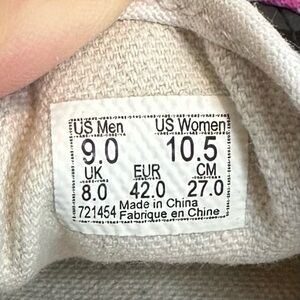 US Men US Women
9.0 10.5
UK EUR CM
8.0 42.0 27.0
721454 Made in China
Fabrique en Chine